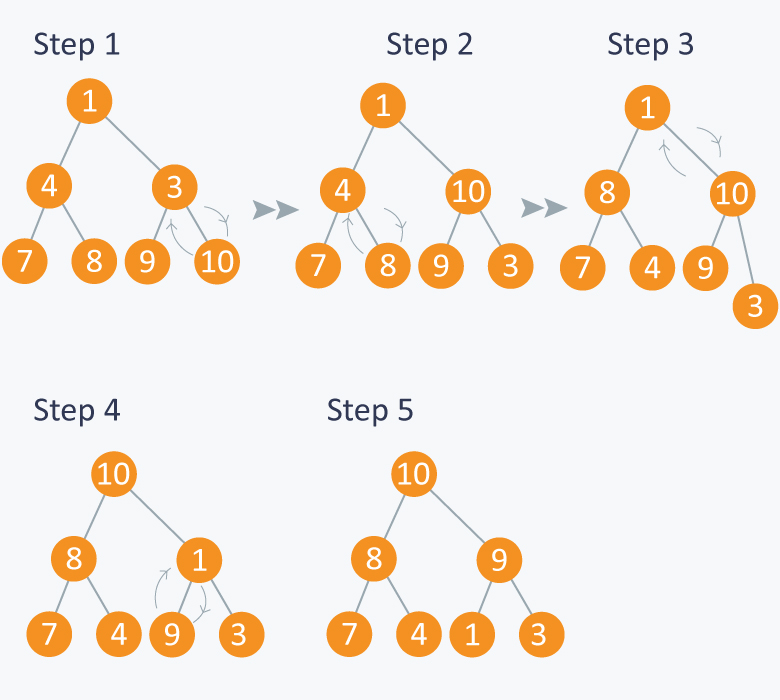 Step 1
1
4 3
7 8 9 10
Step 2
1
4 10
7 8 9 3
Step 3
1
8 10
7 4 9
3
Step 4
10
8 1
7 4 9 3
Step 5
10
8 9
7 4 1 3